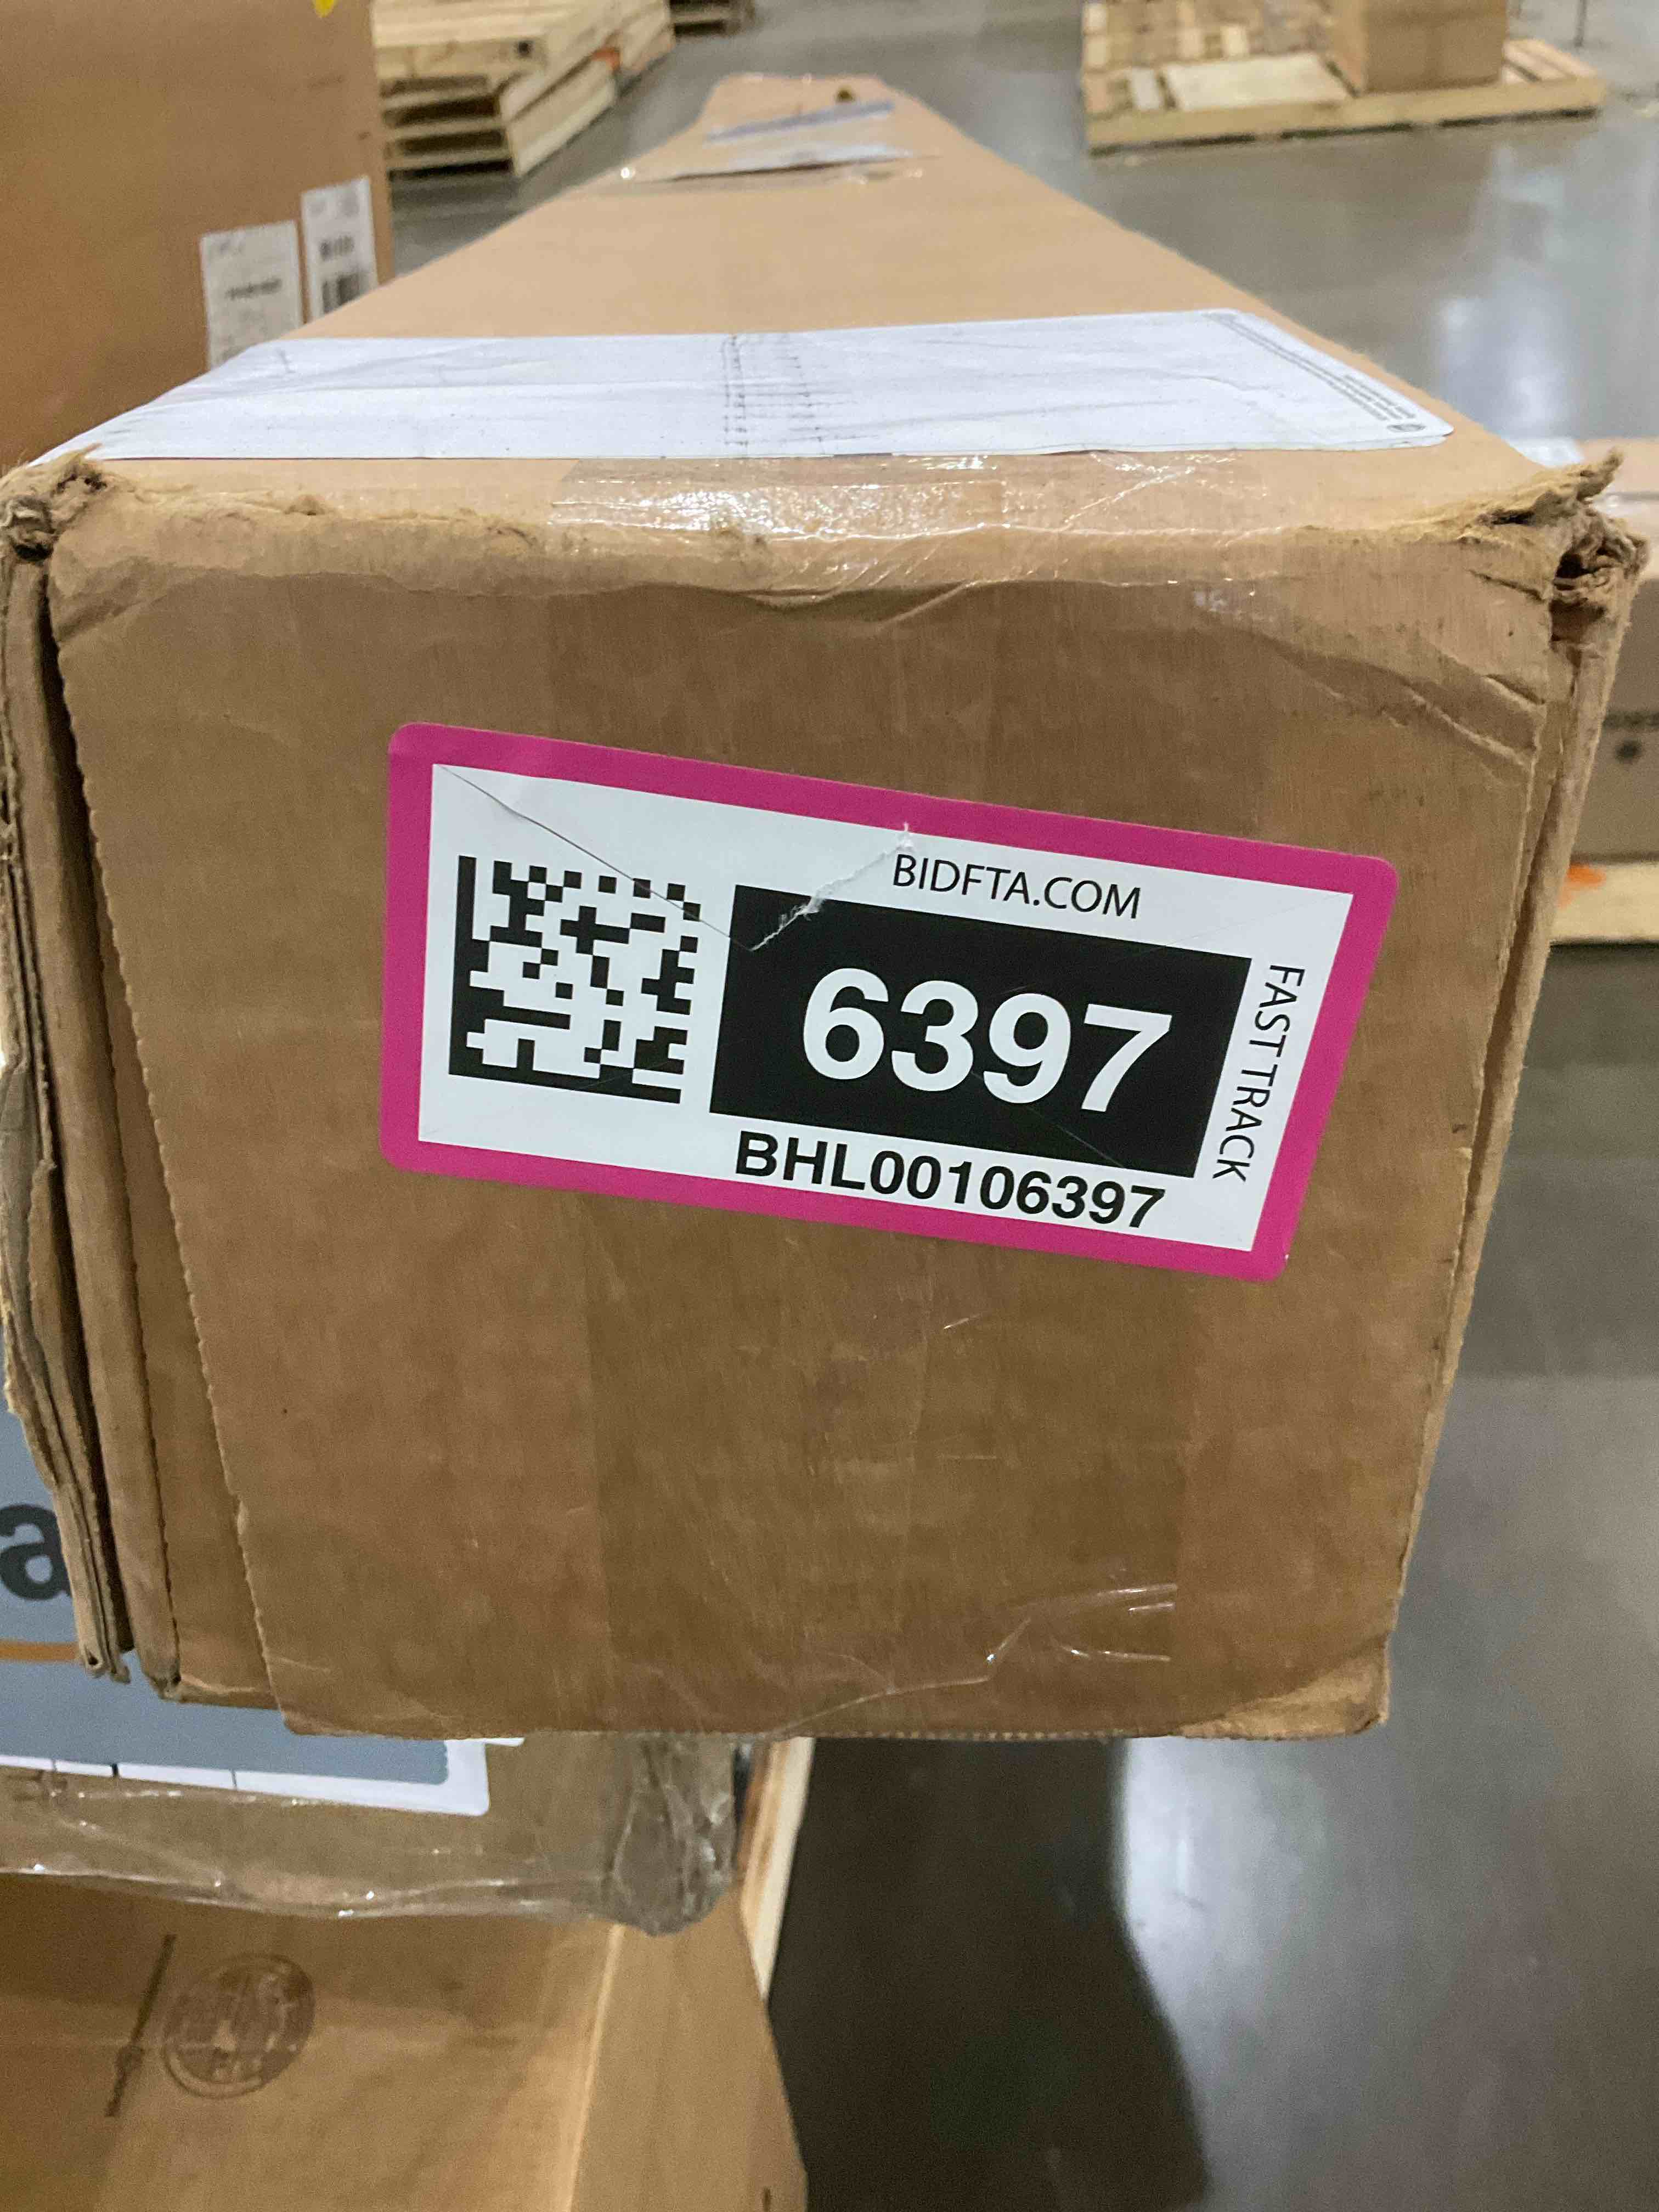 BIDFTA.COM
6397
FAST TRACK
BHL00106397
a